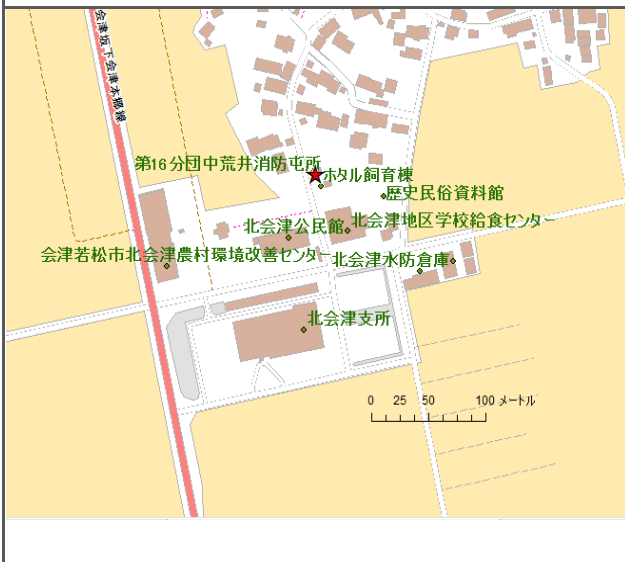 会津坂下会津本郷線
第16分団中荒井消防屯所
ホタル飼育棟
歴史民俗資料館
北会津公民館
北会津地区学校給食センター
会津若松市北会津農村環境改善センター
北会津水防倉庫
北会津支所
0 25 50 100 メートル